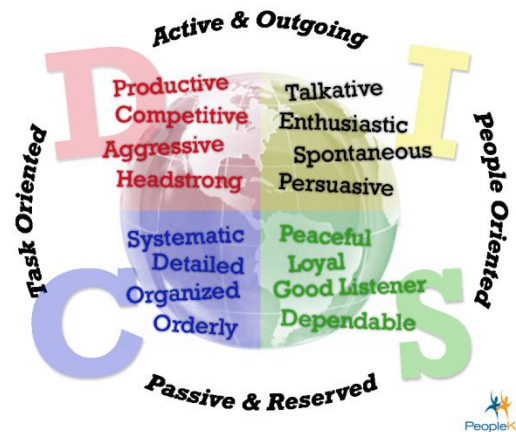 Active & Outgoing
D
I
Productive
Competitive
Aggressive
Headstrong
Talkative
Enthusiastic
Spontaneous
Persuasive
Task Oriented
People Oriented
Systematic
Detailed
Organized
Orderly
Peaceful
Loyal
Good Listener
Dependable
C
S
Passive & Reserved
PeopleK